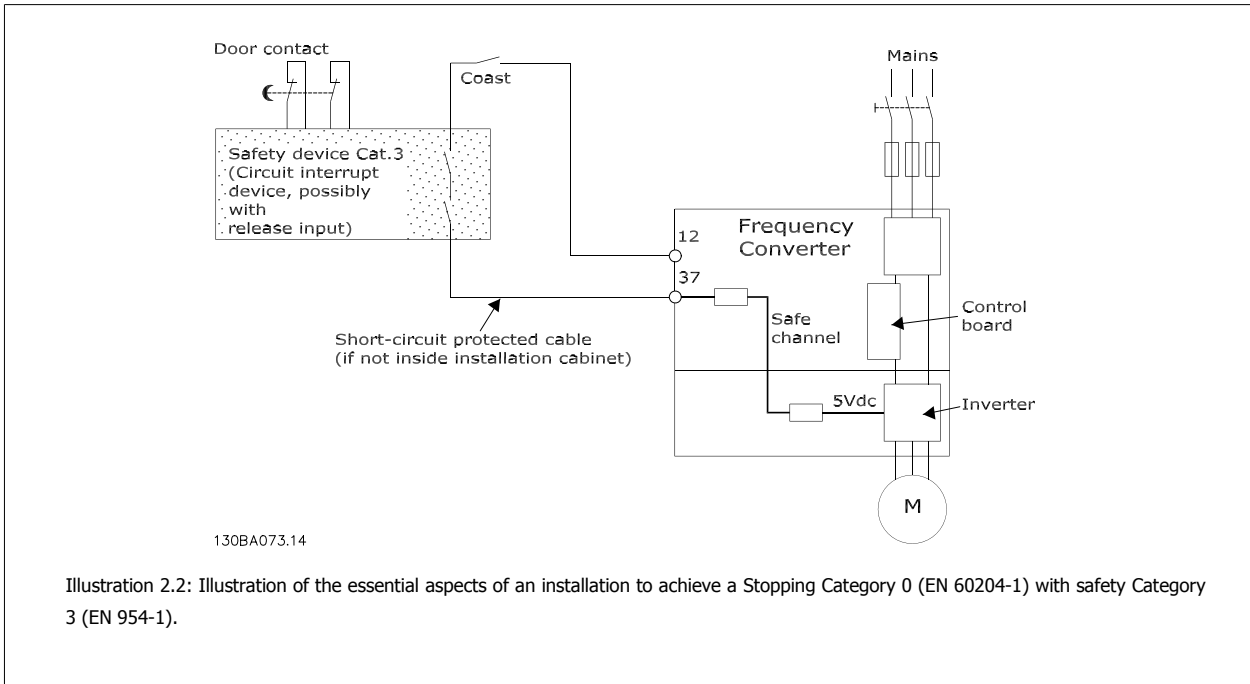 Door contact
Coast
Mains
Safety device Cat.3
(Circuit interrupt
device, possibly
with
release input)
12
Frequency
Converter
37
Safe
channel
Control
board
Short-circuit protected cable
(if not inside installation cabinet)
5Vdc
Inverter
M
130BA073.14
Illustration 2.2: Illustration of the essential aspects of an installation to achieve a Stopping Category 0 (EN 60204-1) with safety Category
3 (EN 954-1).